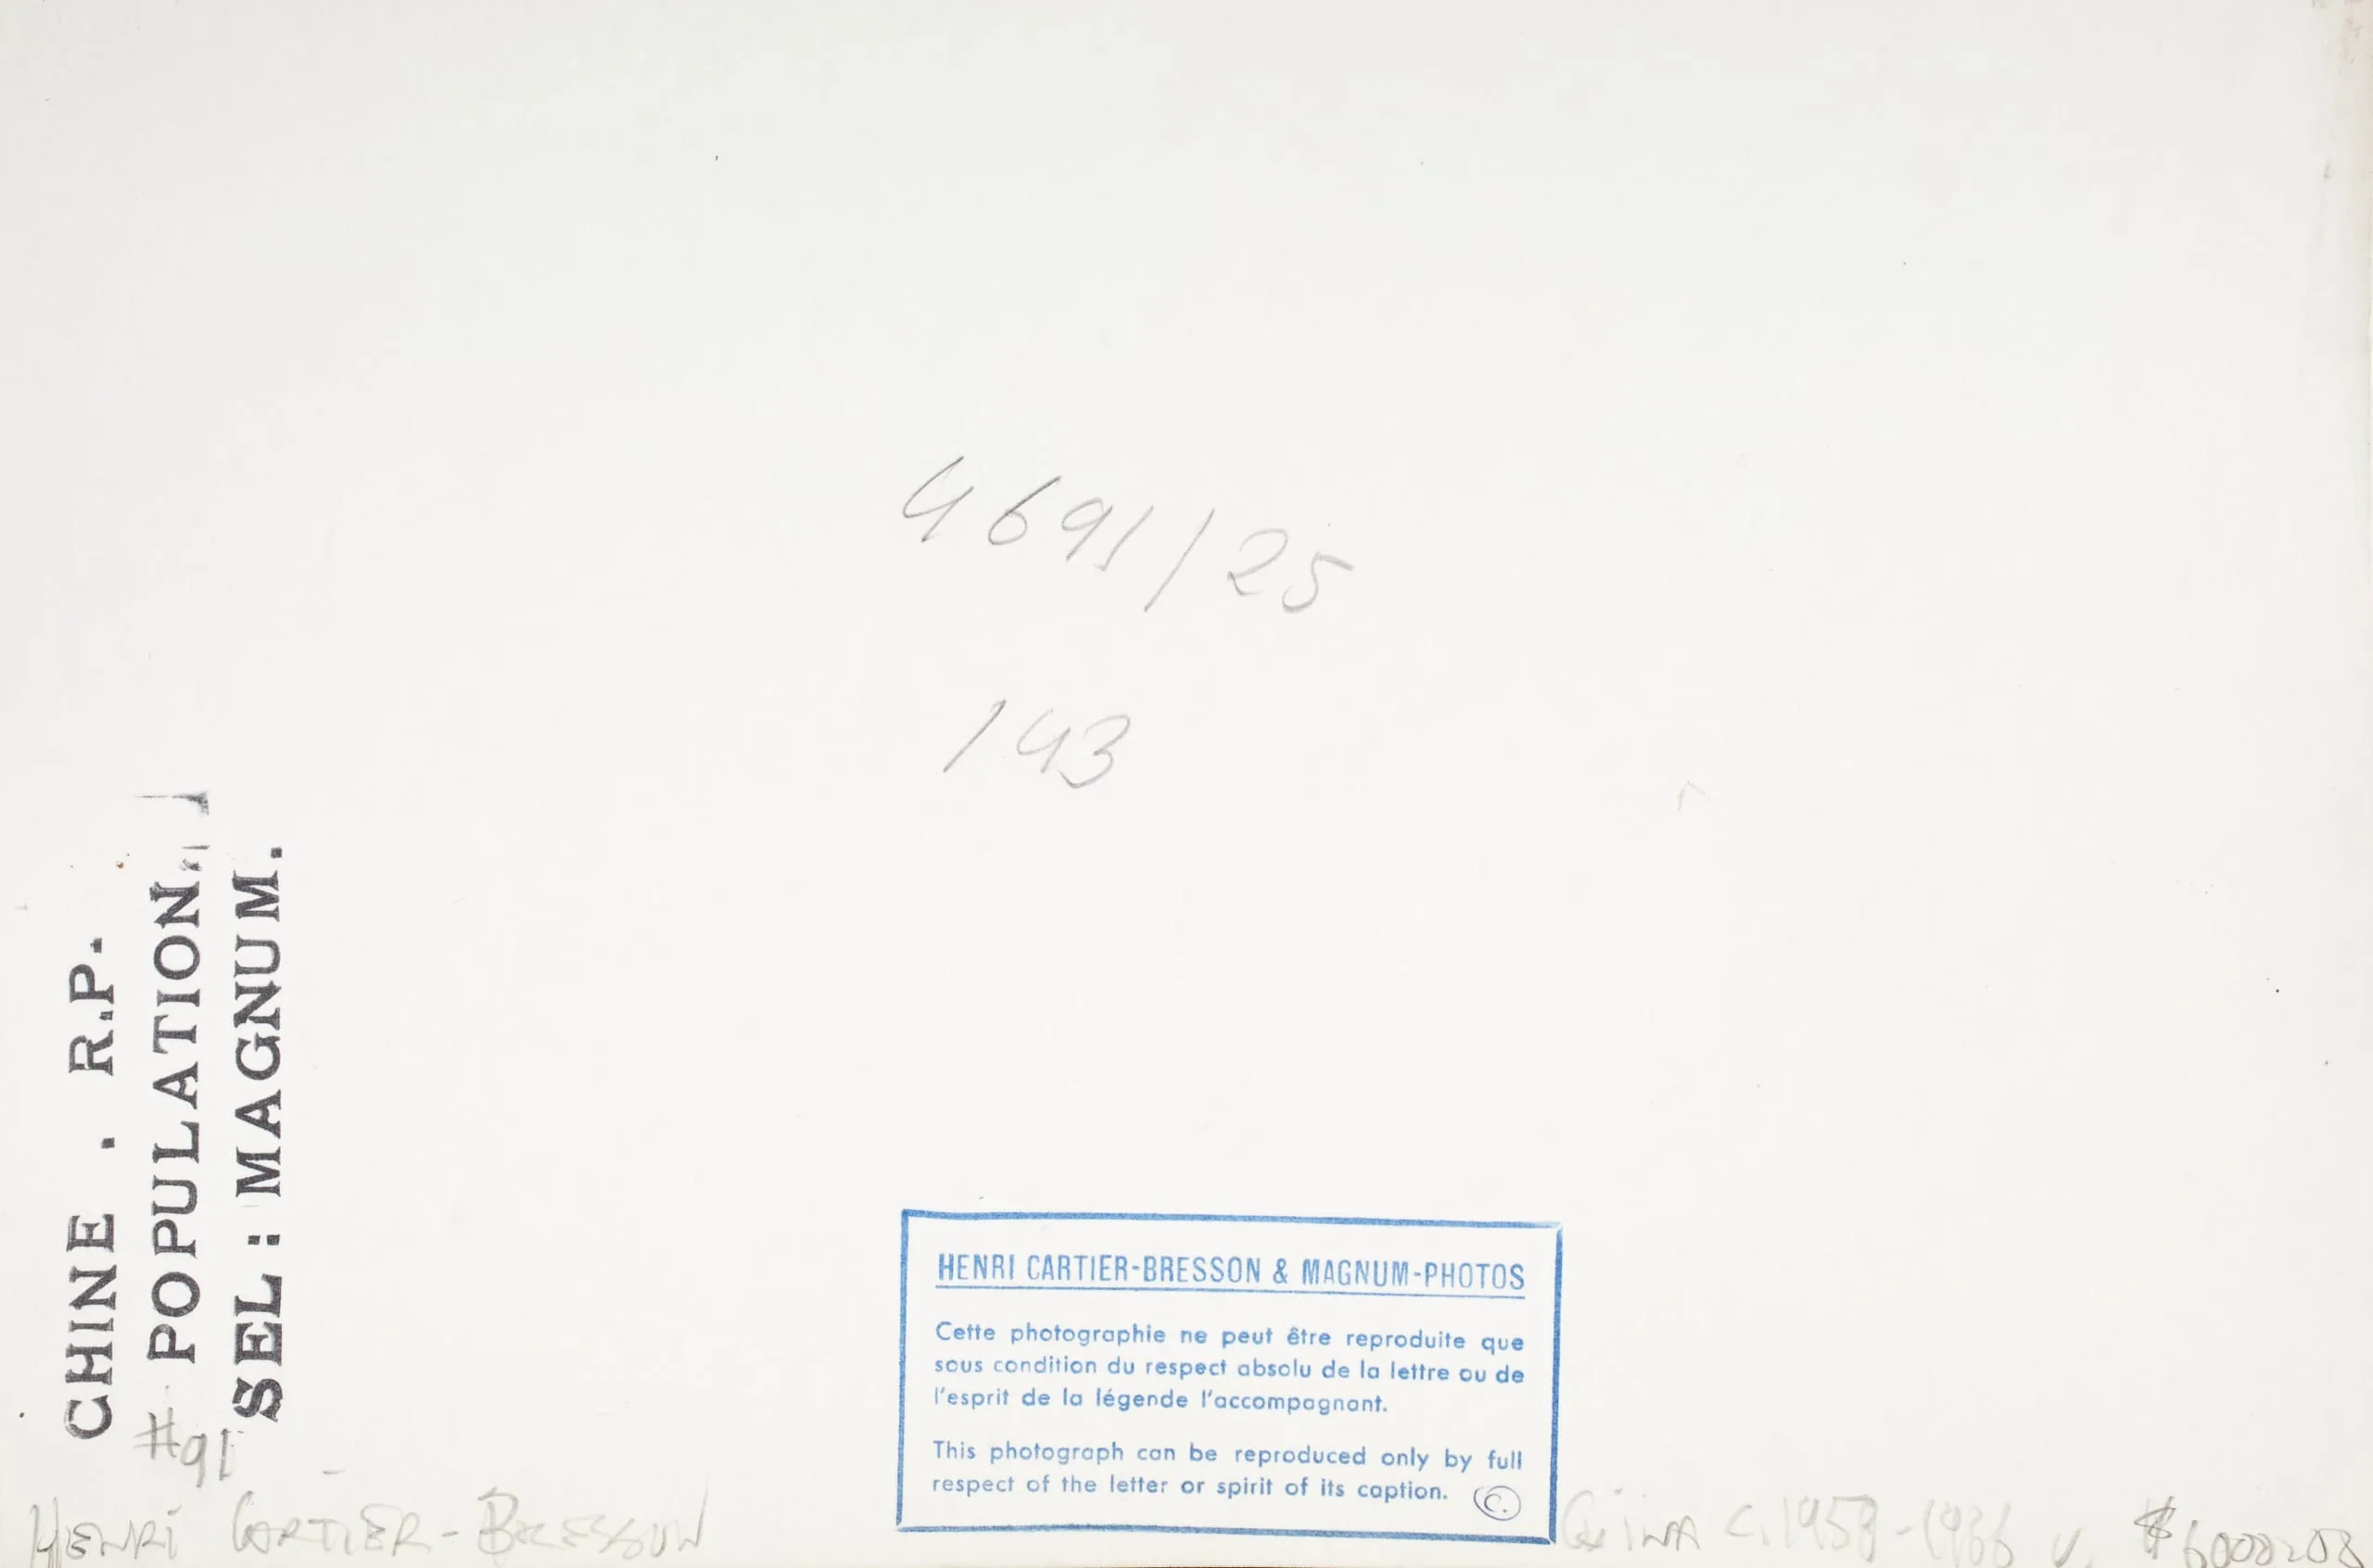 4691/25
143
CHINE . R.P.
POPULATION.
SEL : MAGNUM.
#91
HENRI CARTIER-BRESSON
HENRI CARTIER-BRESSON & MAGNUM-PHOTOS
Cette photographie ne peut être reproduite que
sous condition du respect absolu de la lettre ou de
l'esprit de la légende l'accompagnant.
This photograph can be reproduced only by full
respect of the letter or spirit of its caption. ©